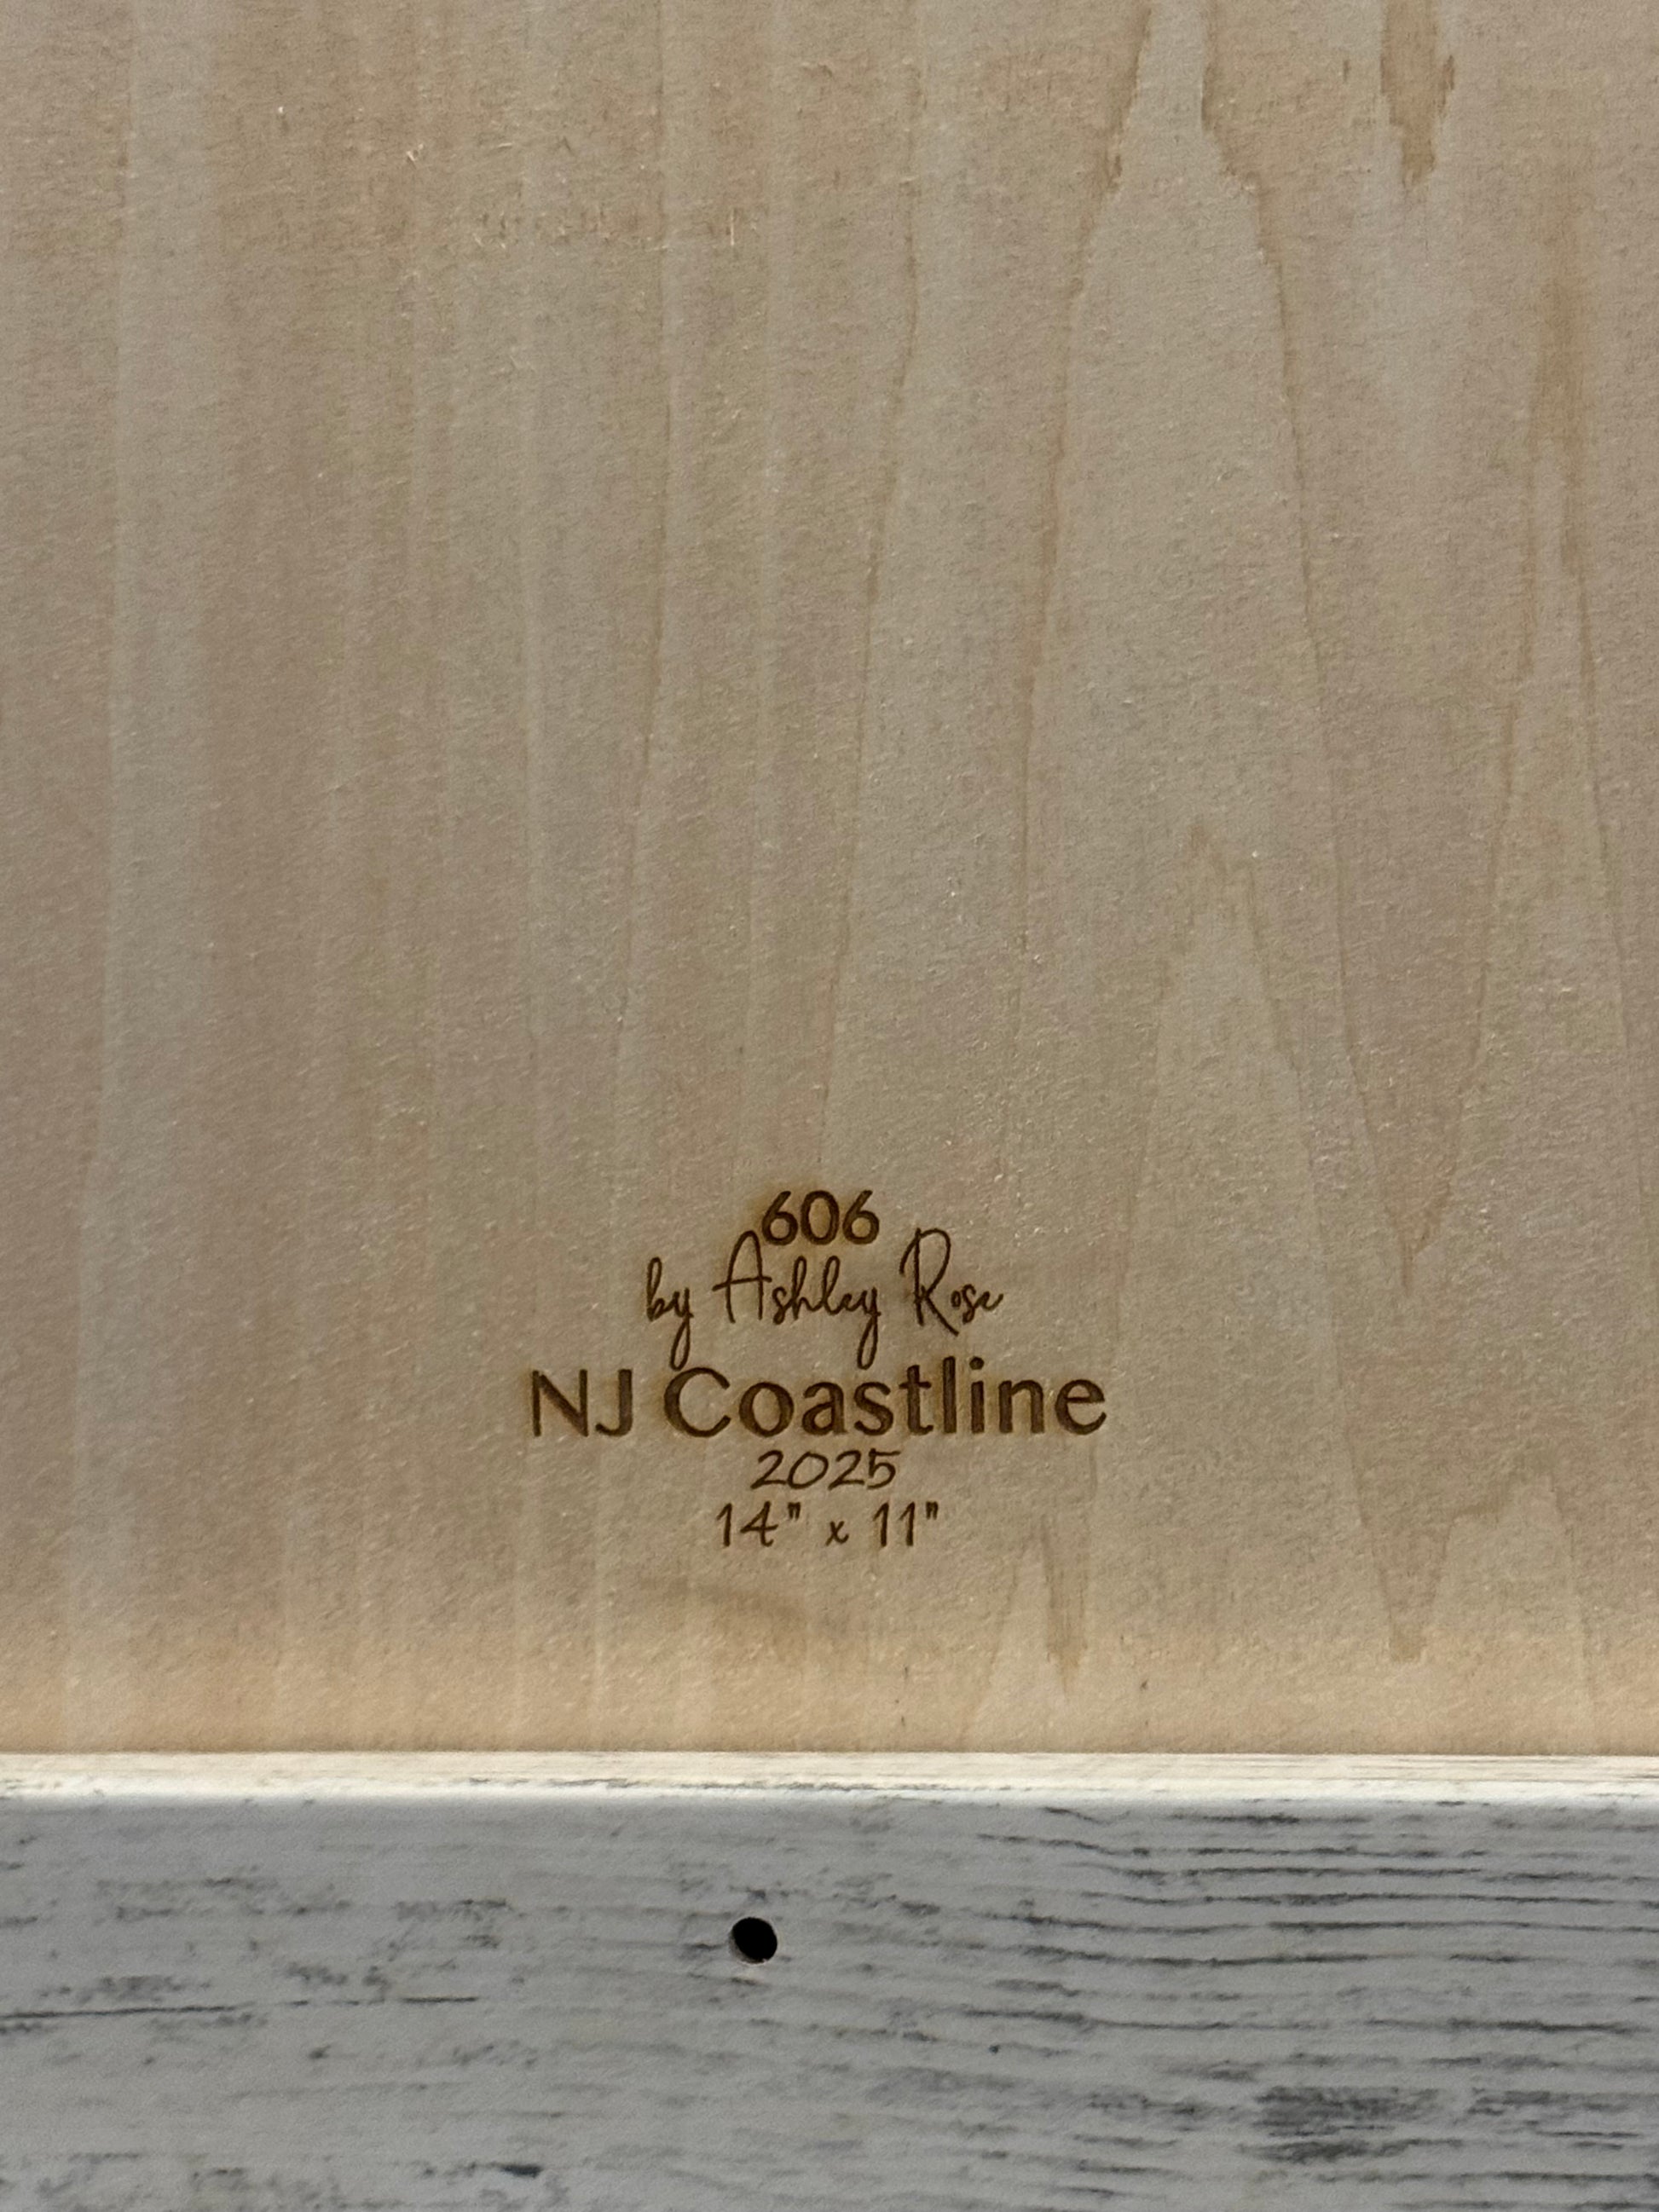 606
by Ashley Rose
NJ Coastline
2025
14" x 11"